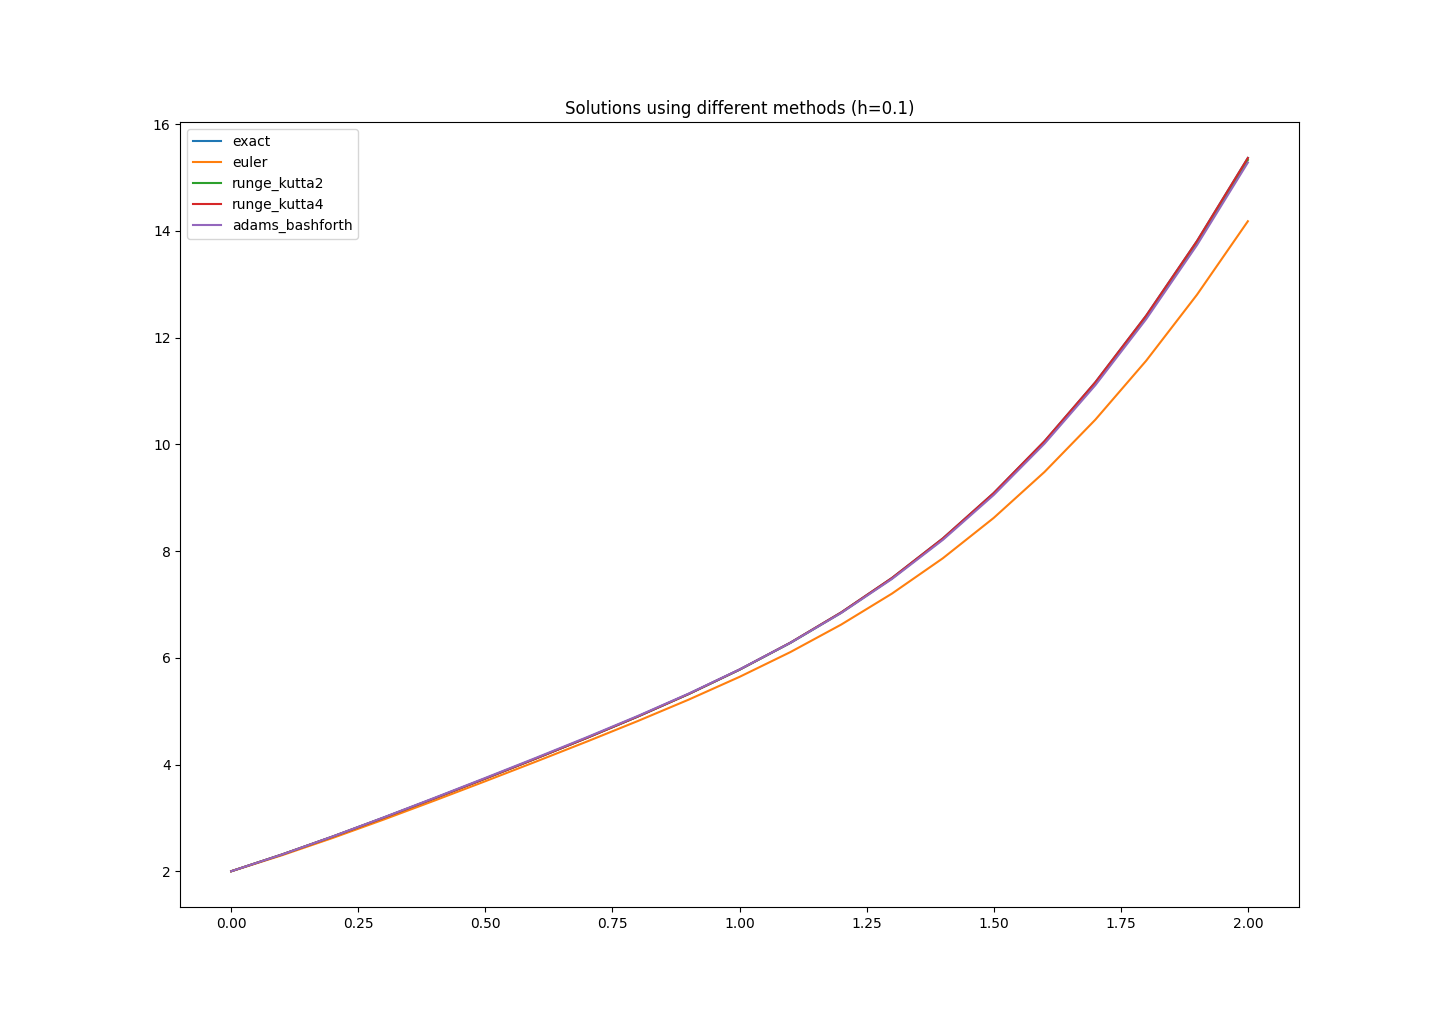 Solutions using different methods (h=0.1)
exact
euler
runge_kutta2
runge_kutta4
adams_bashforth
16
14
12
10
8
6
4
2
0.00 0.25 0.50 0.75 1.00 1.25 1.50 1.75 2.00